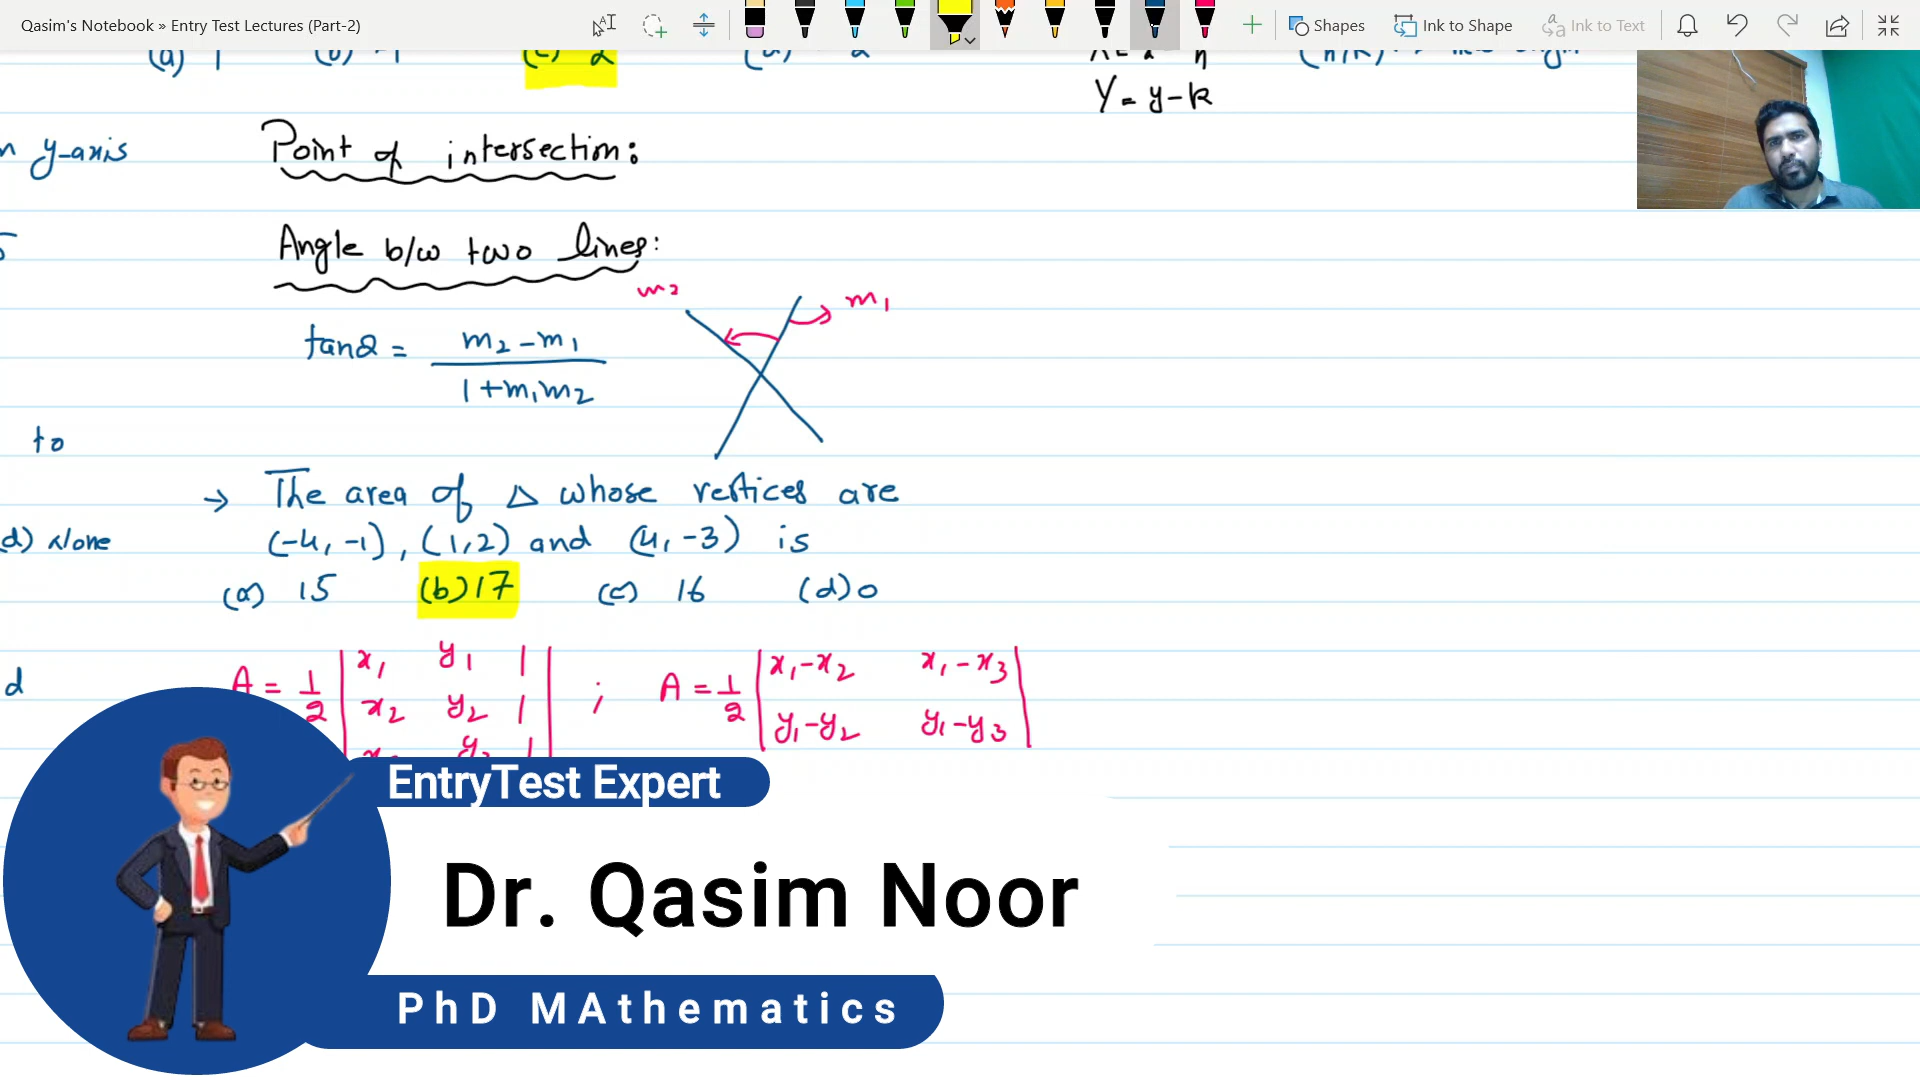 Qasim's Notebook » Entry Test Lectures (Part-2)
Shapes
Ink to Shape
Ink to Text
(a) 1
(c) 2
Y = y-k
y-axis
Point of intersection:
Angle b/w two lines:
m2
m1
tanθ = m2-m1 / 1+m1m2
to
→ The area of Δ whose vertices are
(-4, -1), (1,2) and (4, -3) is
d) None
(a) 15 (b) 17 (c) 16 (d) 0
d
A = 1/2 | x1 y1 1
x2 y2 1 | ; A = 1/2 | x1-x2 x1-x3
y1-y2 y1-y3 |
EntryTest Expert
Dr. Qasim Noor
PhD MAthematics